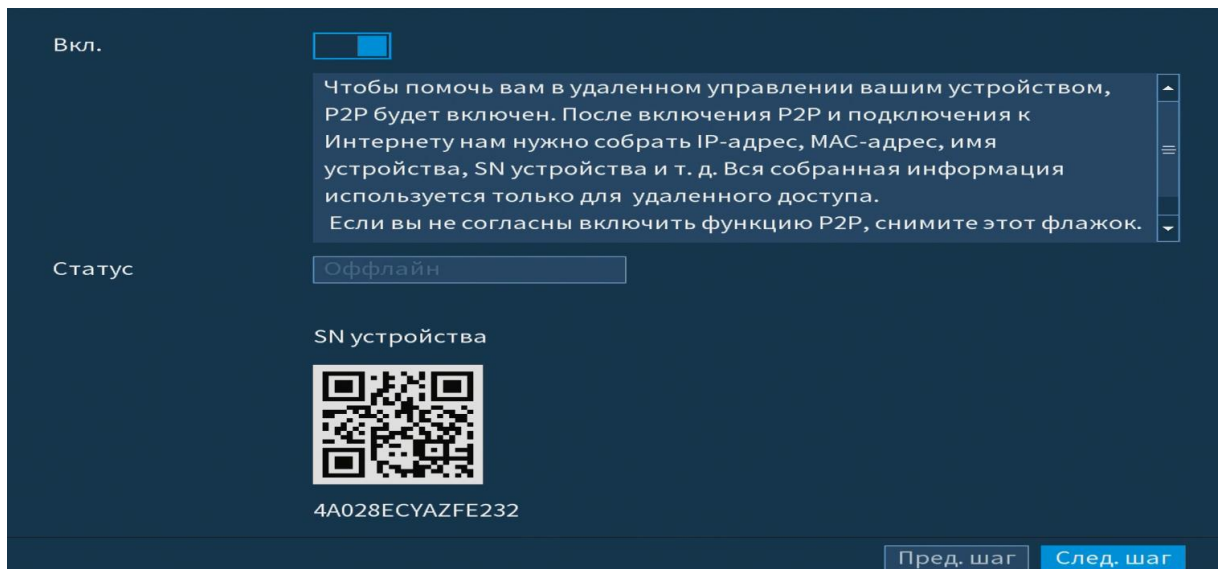 Вкл.
Чтобы помочь вам в удаленном управлении вашим устройством,
P2P будет включен. После включения P2P и подключения к
Интернету нам нужно собрать IP-адрес, MAC-адрес, имя
устройства, SN устройства и т. д. Вся собранная информация
используется только для удаленного доступа.
Если вы не согласны включить функцию P2P, снимите этот флажок.
Статус
Оффлайн
SN устройства
4A028ECYAZFE232
Пред. шаг
След. шаг